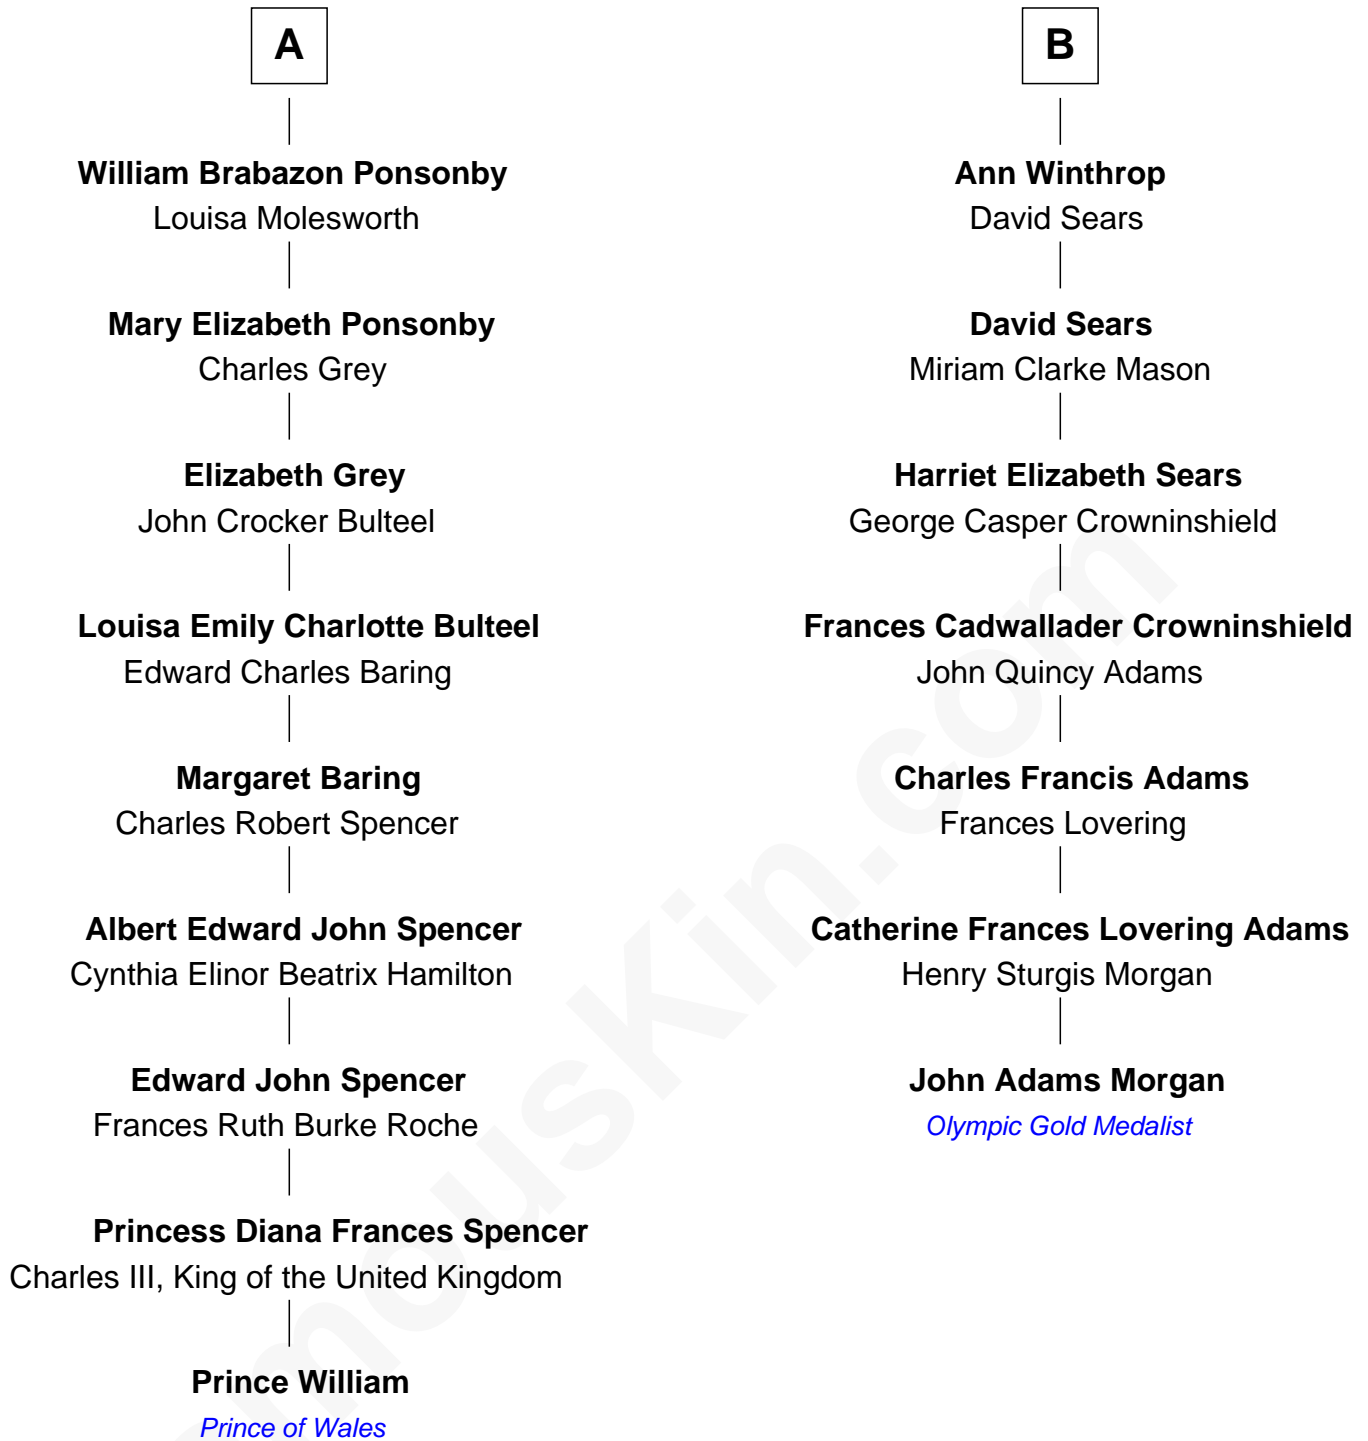 A
William Brabazon Ponsonby
Louisa Molesworth
Mary Elizabeth Ponsonby
Charles Grey
Elizabeth Grey
John Crocker Bulteel
Louisa Emily Charlotte Bulteel
Edward Charles Baring
Margaret Baring
Charles Robert Spencer
Albert Edward John Spencer
Cynthia Elinor Beatrix Hamilton
Edward John Spencer
Frances Ruth Burke Roche
Princess Diana Frances Spencer
Charles III, King of the United Kingdom
Prince William
Prince of Wales
B
Ann Winthrop
David Sears
David Sears
Miriam Clarke Mason
Harriet Elizabeth Sears
George Casper Crowninshield
Frances Cadwallader Crowninshield
John Quincy Adams
Charles Francis Adams
Frances Lovering
Catherine Frances Lovering Adams
Henry Sturgis Morgan
John Adams Morgan
Olympic Gold Medalist
mousKin.com